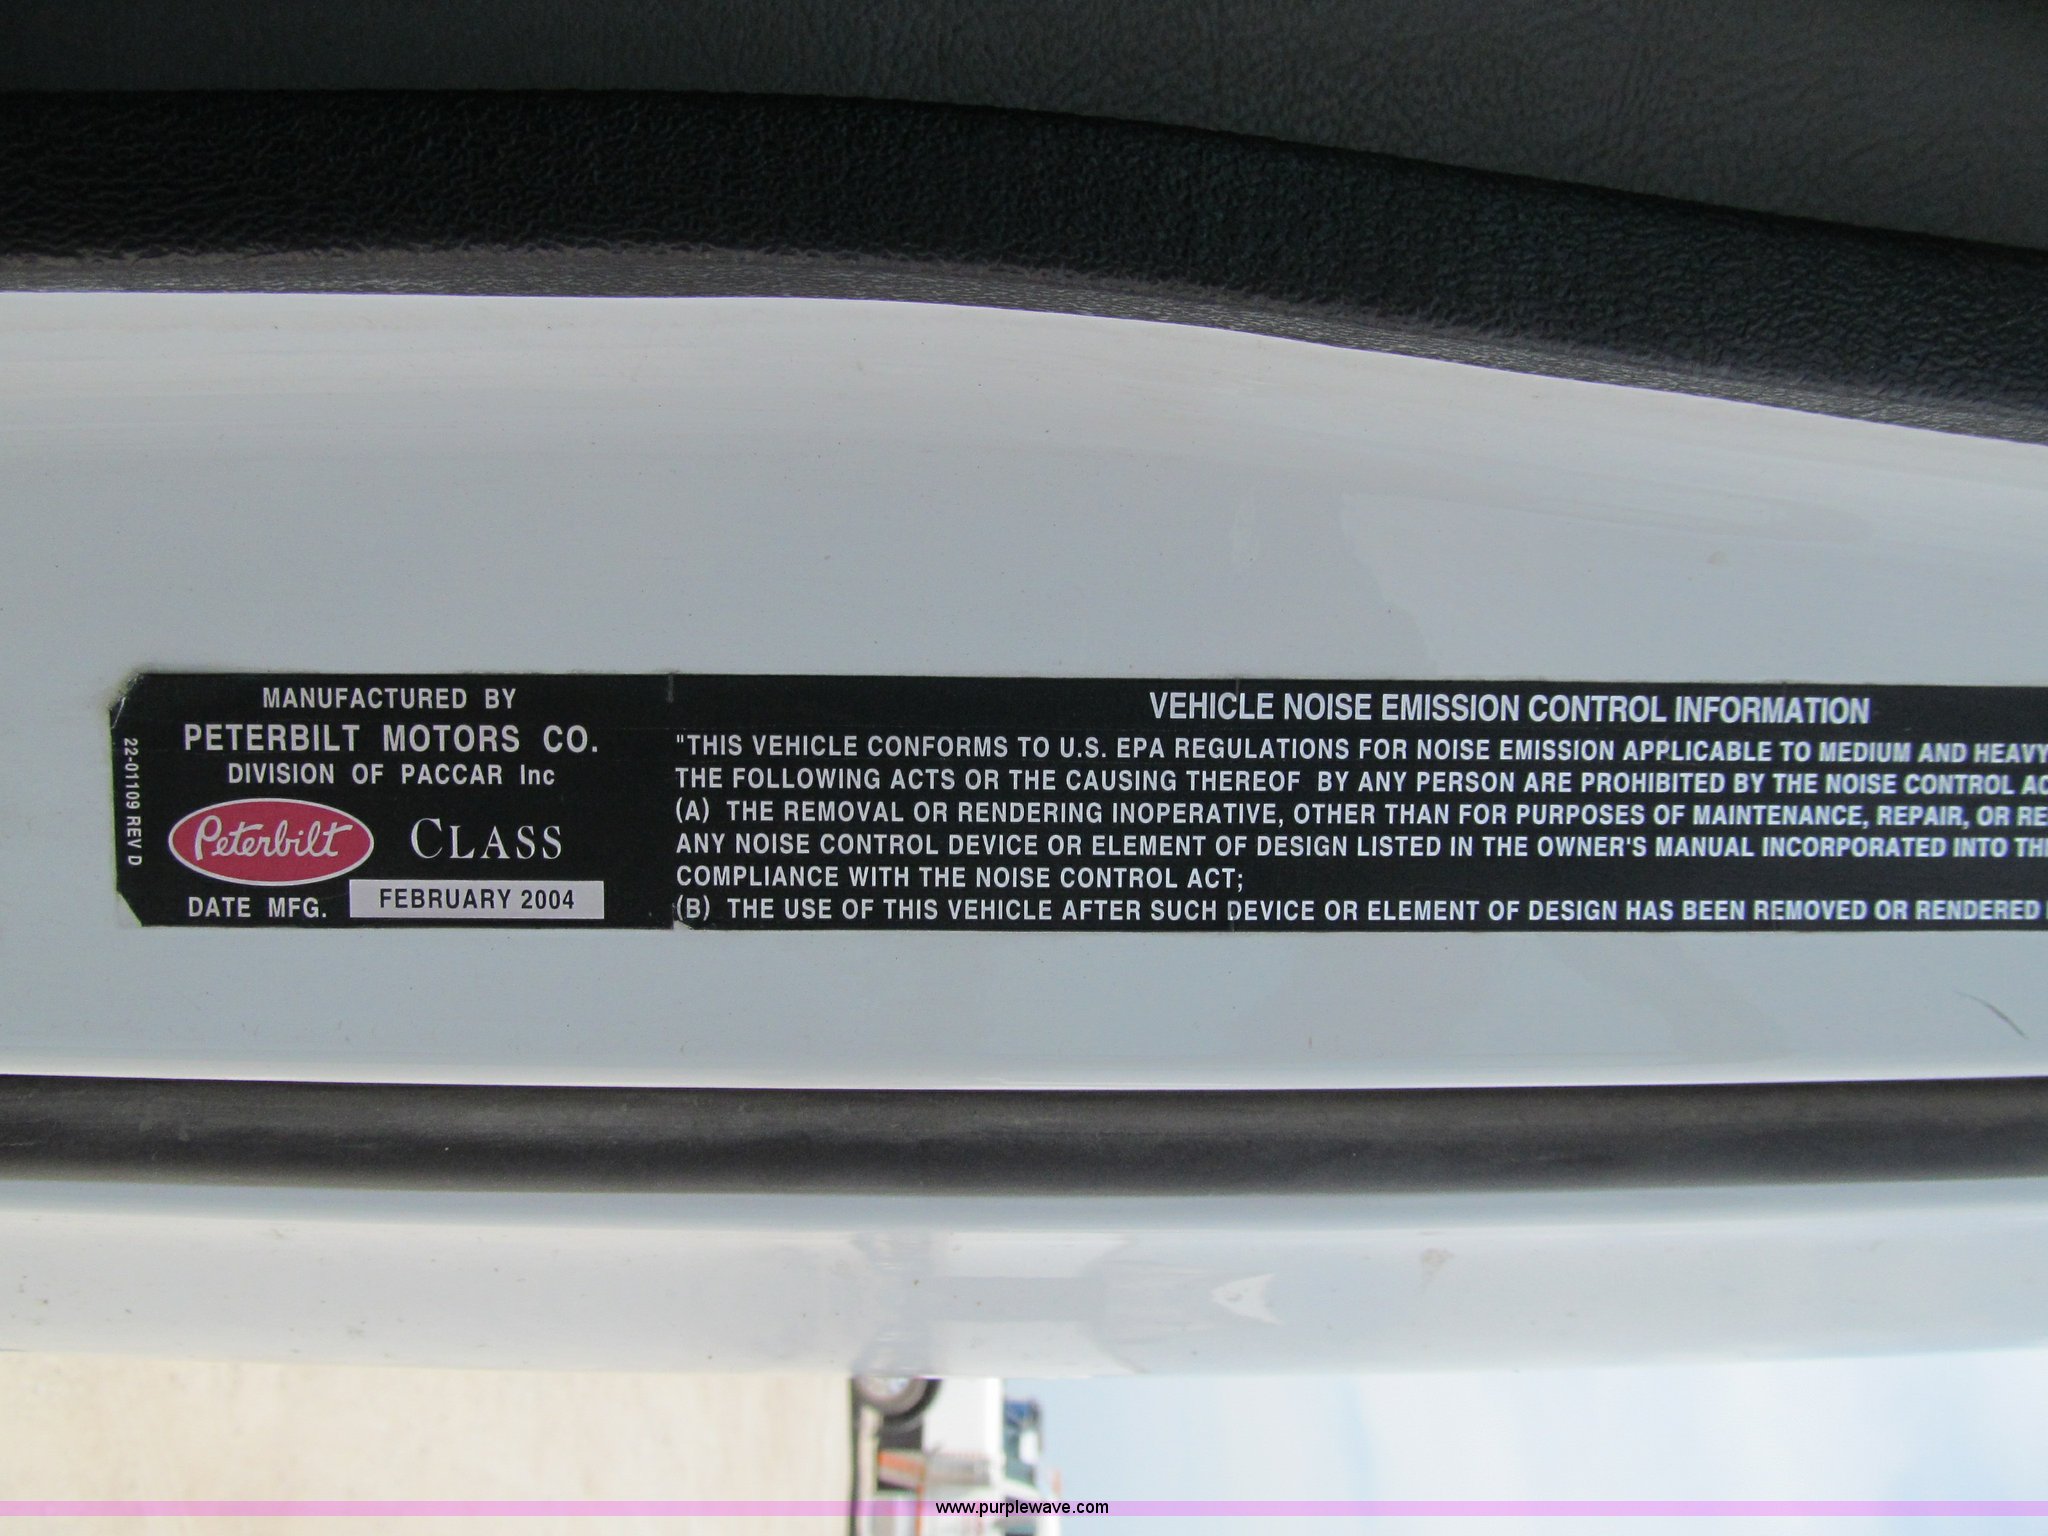 MANUFACTURED BY
PETERBILT MOTORS CO.
DIVISION OF PACCAR Inc
Peterbilt CLASS
DATE MFG. FEBRUARY 2004
22-01109 REV D
VEHICLE NOISE EMISSION CONTROL INFORMATION
"THIS VEHICLE CONFORMS TO U.S. EPA REGULATIONS FOR NOISE EMISSION APPLICABLE TO MEDIUM AND HEAVY
THE FOLLOWING ACTS OR THE CAUSING THEREOF BY ANY PERSON ARE PROHIBITED BY THE NOISE CONTROL
(A) THE REMOVAL OR RENDERING INOPERATIVE, OTHER THAN FOR PURPOSES OF MAINTENANCE, REPAIR, OR
ANY NOISE CONTROL DEVICE OR ELEMENT OF DESIGN LISTED IN THE OWNER'S MANUAL INCORPORATED INTO
COMPLIANCE WITH THE NOISE CONTROL ACT;
(B) THE USE OF THIS VEHICLE AFTER SUCH DEVICE OR ELEMENT OF DESIGN HAS BEEN REMOVED OR RENDERED
www.purplewave.com